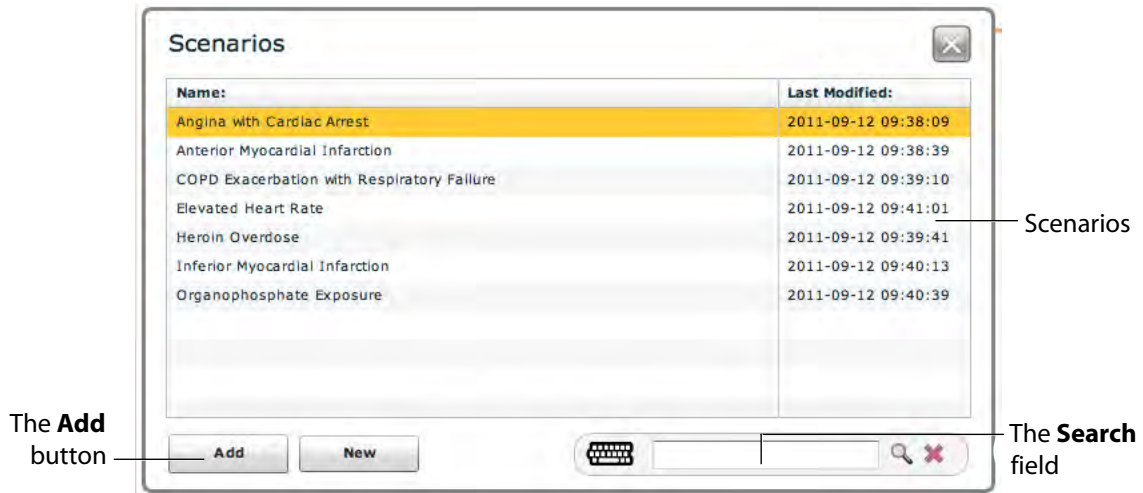 Scenarios
Name: Last Modified:
Angina with Cardiac Arrest 2011-09-12 09:38:09
Anterior Myocardial Infarction 2011-09-12 09:38:39
COPD Exacerbation with Respiratory Failure 2011-09-12 09:39:10
Elevated Heart Rate 2011-09-12 09:41:01
Scenarios
Heroin Overdose 2011-09-12 09:39:41
Inferior Myocardial Infarction 2011-09-12 09:40:13
Organophosphate Exposure 2011-09-12 09:40:39
The Add
button
Add New
The Search
field